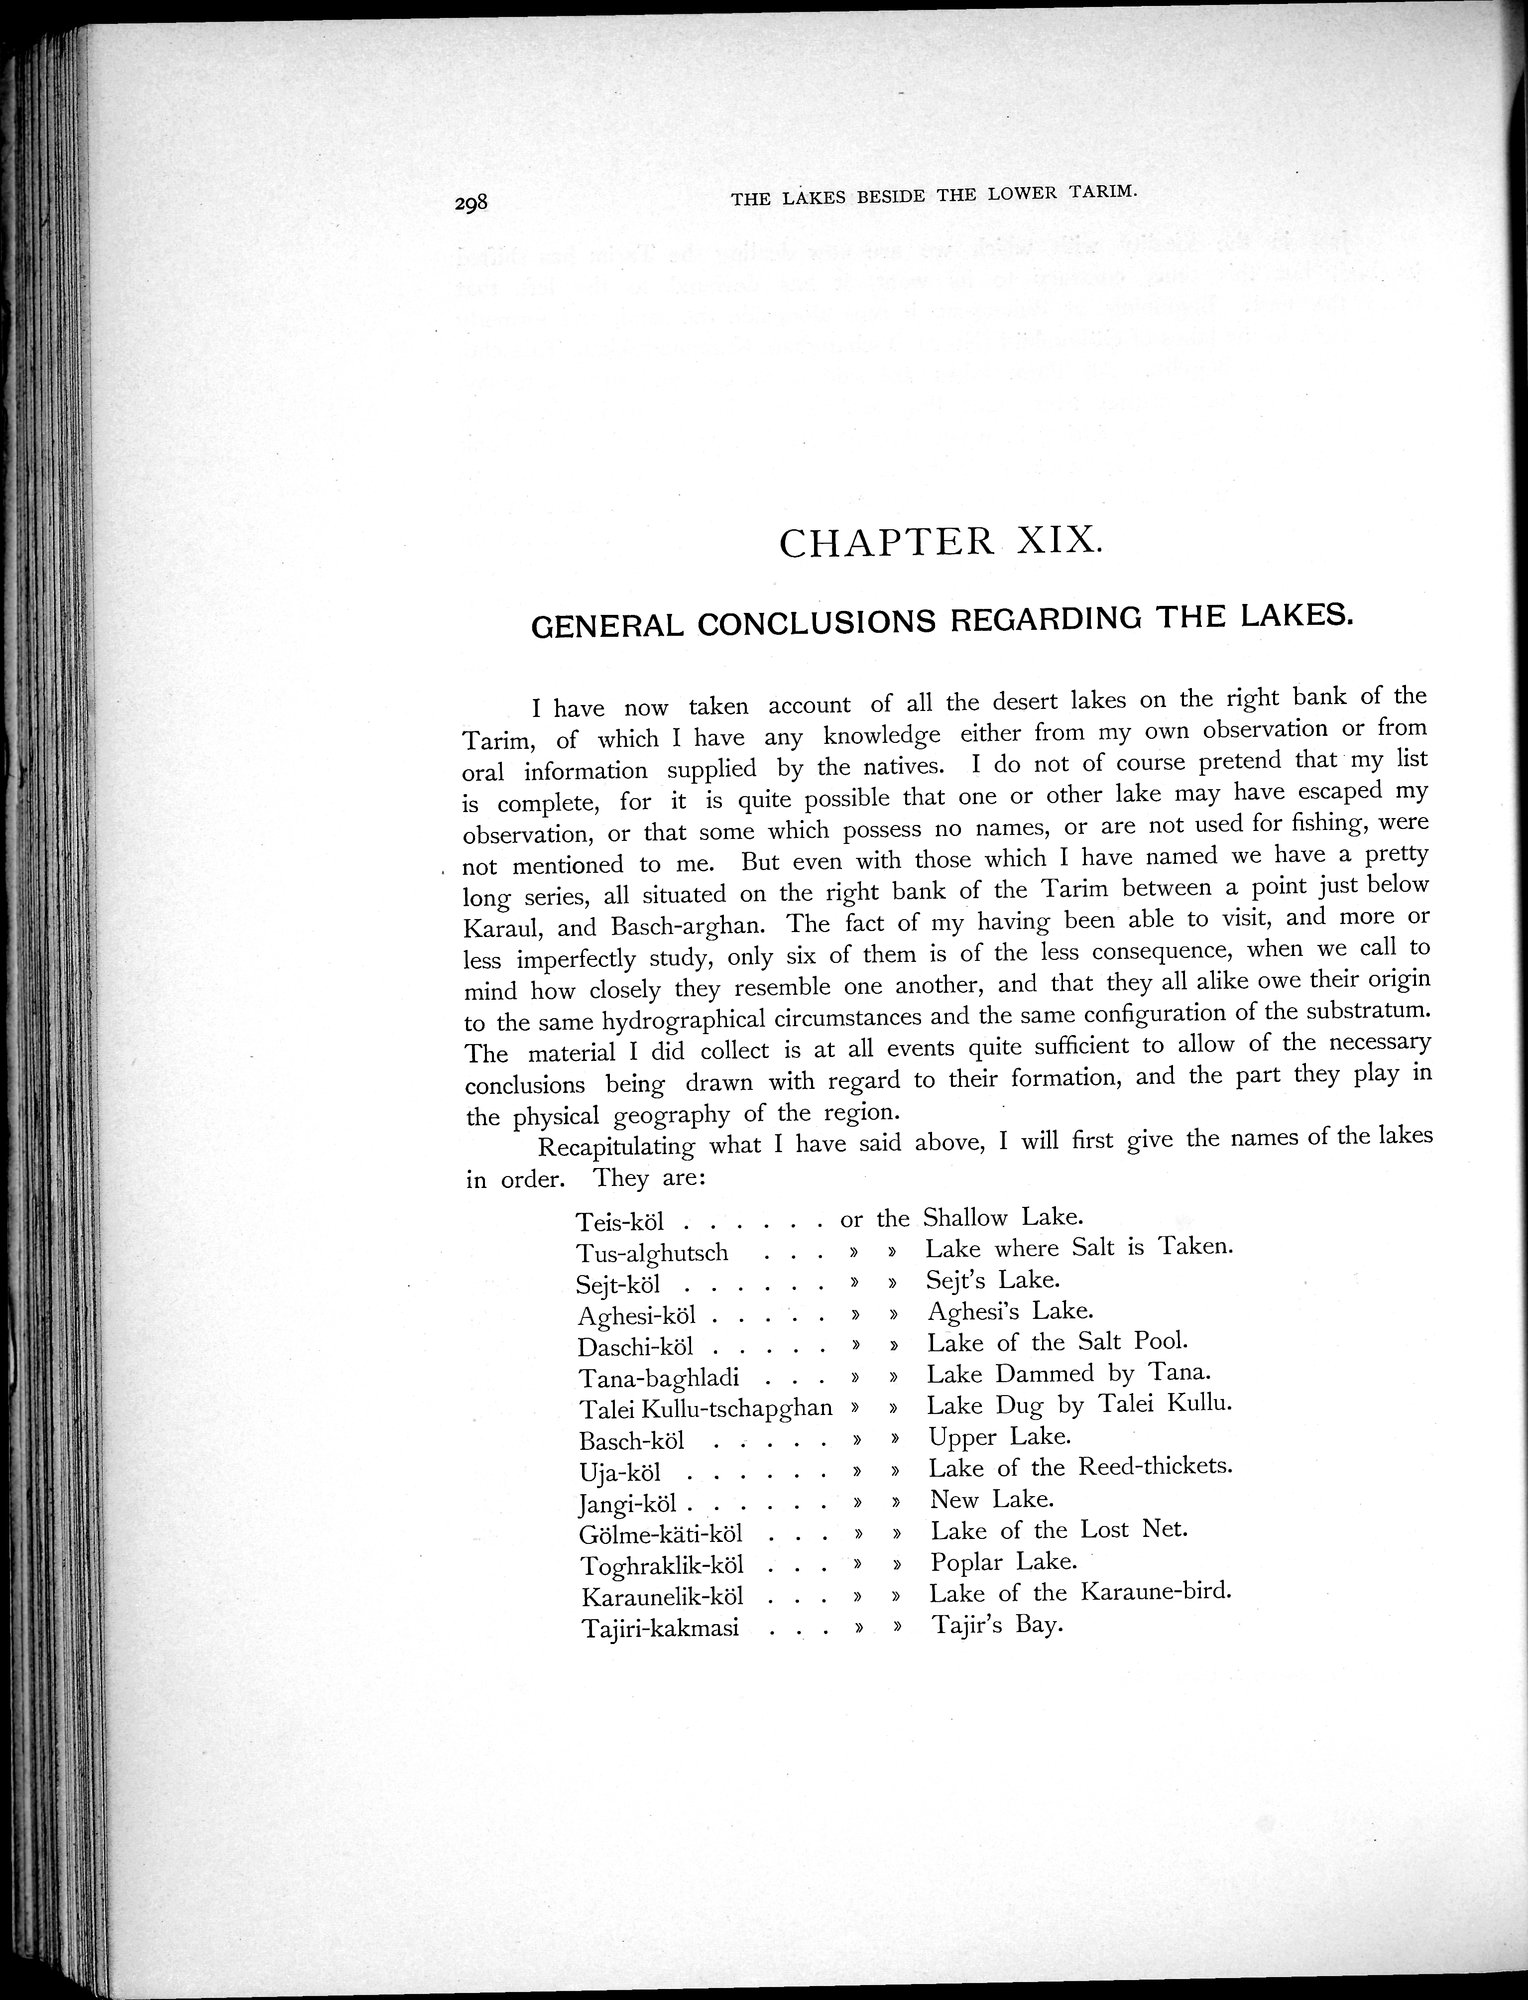 298
THE LAKES BESIDE THE LOWER TARIM.
CHAPTER XIX.
GENERAL CONCLUSIONS REGARDING THE LAKES.
I have now taken account of all the desert lakes on the right bank of the
Tarim, of which I have any knowledge either from my own observation or from
oral information supplied by the natives. I do not of course pretend that my list
is complete, for it is quite possible that one or other lake may have escaped my
observation, or that some which possess no names, or are not used for fishing, were
not mentioned to me. But even with those which I have named we have a pretty
long series, all situated on the right bank of the Tarim between a point just below
Karaul, and Basch-arghan. The fact of my having been able to visit, and more or
less imperfectly study, only six of them is of the less consequence, when we call to
mind how closely they resemble one another, and that they all alike owe their origin
to the same hydrographical circumstances and the same configuration of the substratum.
The material I did collect is at all events quite sufficient to allow of the necessary
conclusions being drawn with regard to their formation, and the part they play in
the physical geography of the region.
Recapitulating what I have said above, I will first give the names of the lakes
in order. They are:
Teis-köl . . . . . . or the Shallow Lake.
Tus-alghutsch . . . » » Lake where Salt is Taken.
Sejt-köl . . . . . . » » Sejt's Lake.
Aghesi-köl . . . . . » » Aghesi's Lake.
Daschi-köl . . . . . » » Lake of the Salt Pool.
Tana-baghladi . . . » » Lake Dammed by Tana.
Talei Kullu-tschapghan » » Lake Dug by Talei Kullu.
Basch-köl . . . . . » » Upper Lake.
Uja-köl . . . . . . » » Lake of the Reed-thickets.
Jangi-köl . . . . . . » » New Lake.
Gölme-käti-köl . . . » » Lake of the Lost Net.
Toghraklik-köl . . . » » Poplar Lake.
Karaunelik-köl . . . » » Lake of the Karaune-bird.
Tajiri-kakmasi . . . » » Tajir's Bay.